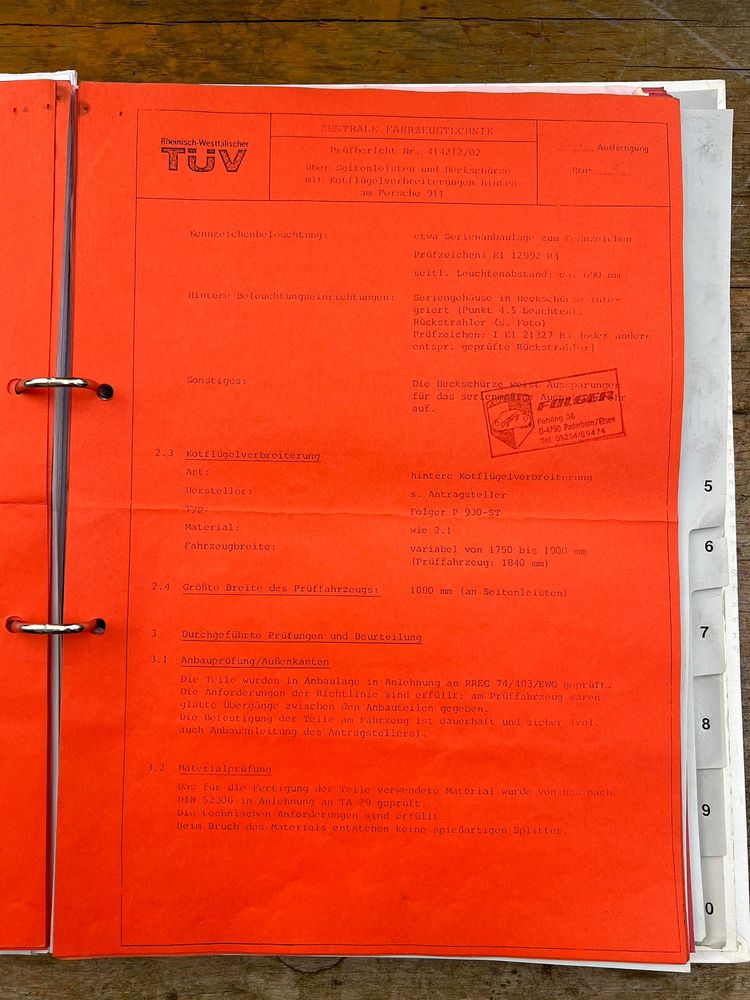 Rheinisch-Westfälischer
TÜV
ZENTRALE FAHRZEUGTECHNIK
Prüfbericht Nr. 414212/02
über Seitenleisten und Heckschürze
mit Kotflügelverbreiterungen hinten
am Porsche 911
Ausfertigung
Blatt
Kennzeichenbeleuchtung:
etwa Serienanbaulage zum Kennzeichen
Prüfzeichen: E1 12992 R4
seitl. Leuchtenabstand: ca. 690 mm
Hintere Beleuchtungseinrichtungen:
Seriengehäuse in Heckschürze inte-
griert (Punkt 4.5 beachten).
Rückstrahler (s. Foto)
Prüfzeichen: I E1 21327 R3 (oder andere
entspr. geprüfte Rückstrahler)
Sonstiges:
Die Heckschürze weist Aussparungen
für das serienmäßige
auf.
FOLGER
Fohling 38
D-4790 Paderborn/Elsen
Tel. 05254/69474
2.3 Kotflügelverbreiterung
Art:
hintere Kotflügelverbreiterung
Hersteller:
s. Antragsteller
Typ:
Folger P 930-ST
Material:
wie 2.1
Fahrzeugbreite:
variabel von 1750 bis 1900 mm
(Prüffahrzeug: 1840 mm)
2.4 Größte Breite des Prüffahrzeugs:
1880 mm (an Seitenleisten)
3 Durchgeführte Prüfungen und Beurteilung
3.1 Anbauprüfung/Außenkanten
Die Teile wurden in Anbaulage in Anlehnung an RREG 74/483/EWG geprüft.
Die Anforderungen der Richtlinie sind erfüllt; am Prüffahrzeug waren
glatte Übergänge zwischen den Anbauteilen gegeben.
Die Befestigung der Teile am Fahrzeug ist dauerhaft und sicher (vgl.
auch Anbauanleitung des Antragstellers).
3.2 Materialprüfung
Das für die Fertigung der Teile verwendete Material wurde von uns nach
DIN 52306 in Anlehnung an TA 29 geprüft.
Die technischen Anforderungen sind erfüllt.
Beim Bruch des Materials entstehen keine spießartigen Splitter.
5
6
7
8
9
0